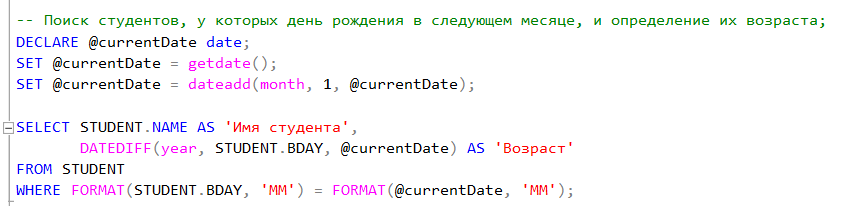 -- Поиск студентов, у которых день рождения в следующем месяце, и определение их возраста;
DECLARE @currentDate date;
SET @currentDate = getdate();
SET @currentDate = dateadd(month, 1, @currentDate);
SELECT STUDENT.NAME AS 'Имя студента',
DATEDIFF(year, STUDENT.BDAY, @currentDate) AS 'Возраст'
FROM STUDENT
WHERE FORMAT(STUDENT.BDAY, 'MM') = FORMAT(@currentDate, 'MM');